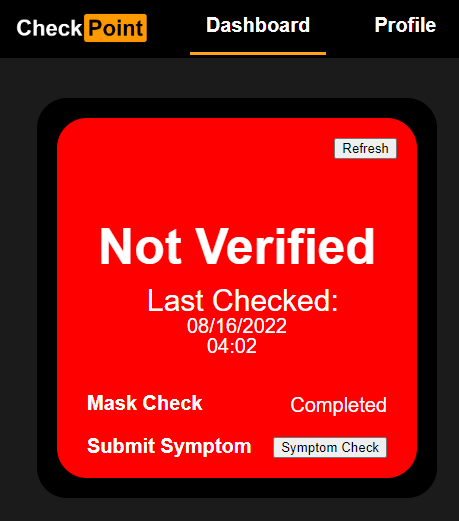 CheckPoint Dashboard Profile
Refresh
Not Verified
Last Checked:
08/16/2022
04:02
Mask Check Completed
Submit Symptom Symptom Check